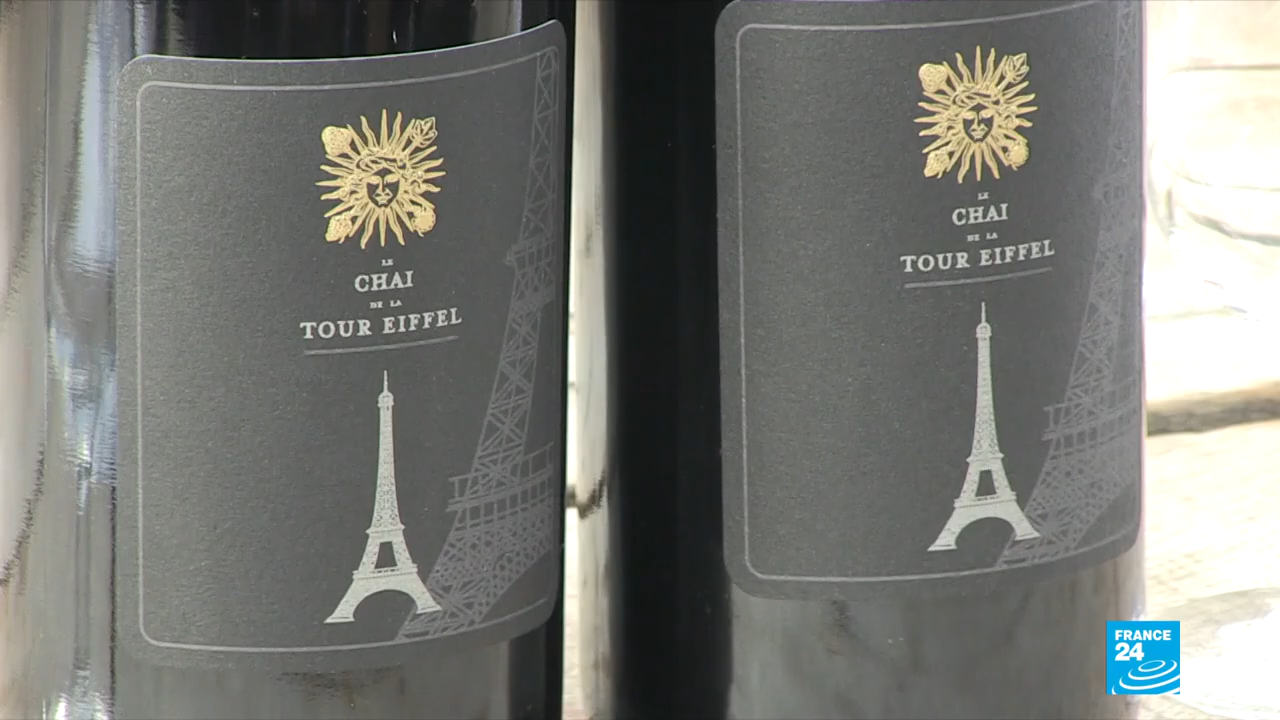 LE
CHAI
DE LA
TOUR EIFFEL
LE
CHAI
DE LA
TOUR EIFFEL
FRANCE
24